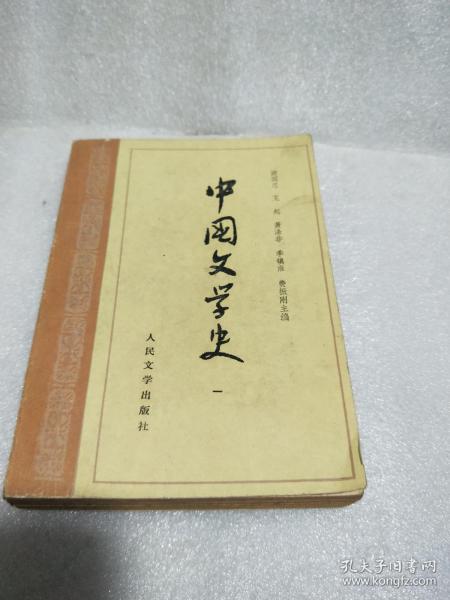 游国恩 王起 萧涤非 季镇淮 费振刚主编
中国文学史
一
人民文学出版社
孔夫子旧书网
www.kongfz.com